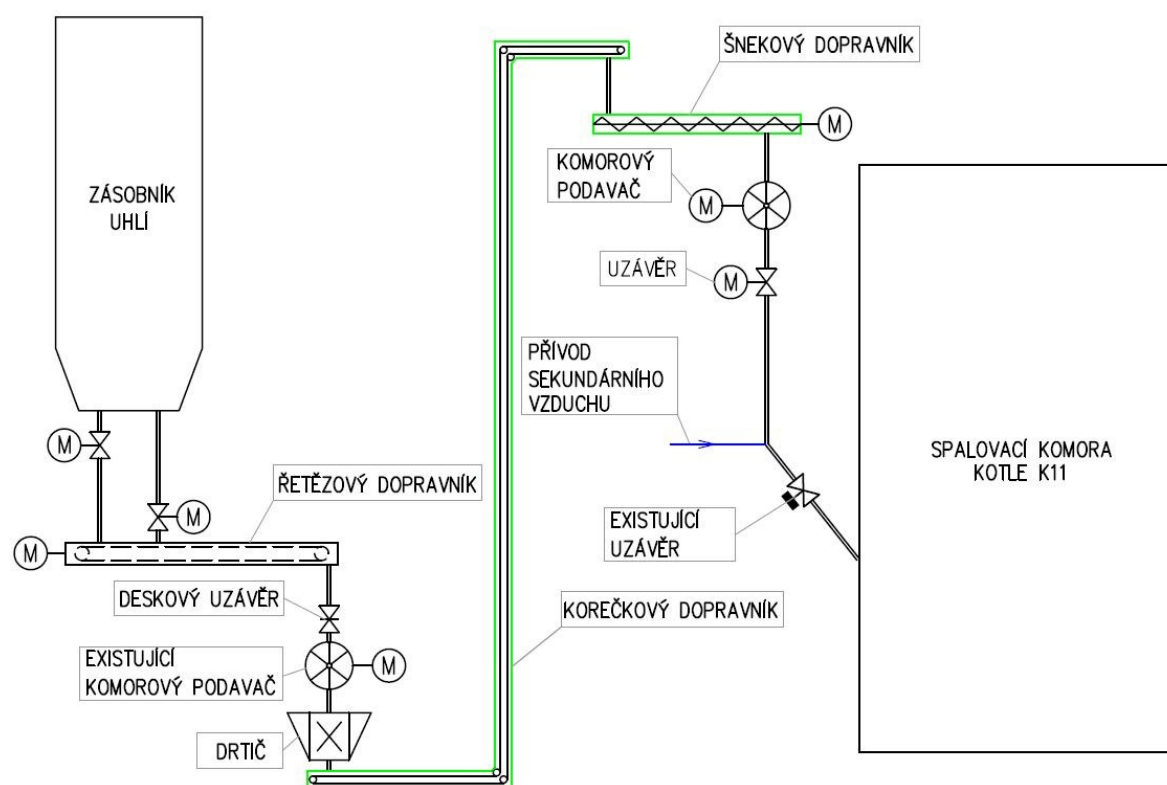 ŠNEKOVÝ DOPRAVNÍK
M
KOMOROVÝ
PODAVAČ
M
ZÁSOBNÍK
UHLÍ
UZÁVĚR
M
PŘÍVOD
SEKUNDÁRNÍHO
VZDUCHU
SPALOVACÍ KOMORA
KOTLE K11
M
ŘETĚZOVÝ DOPRAVNÍK
M
M
EXISTUJÍCÍ
UZÁVĚR
DESKOVÝ UZÁVĚR
KOREČKOVÝ DOPRAVNÍK
EXISTUJÍCÍ
KOMOROVÝ PODAVAČ
M
DRTIČ